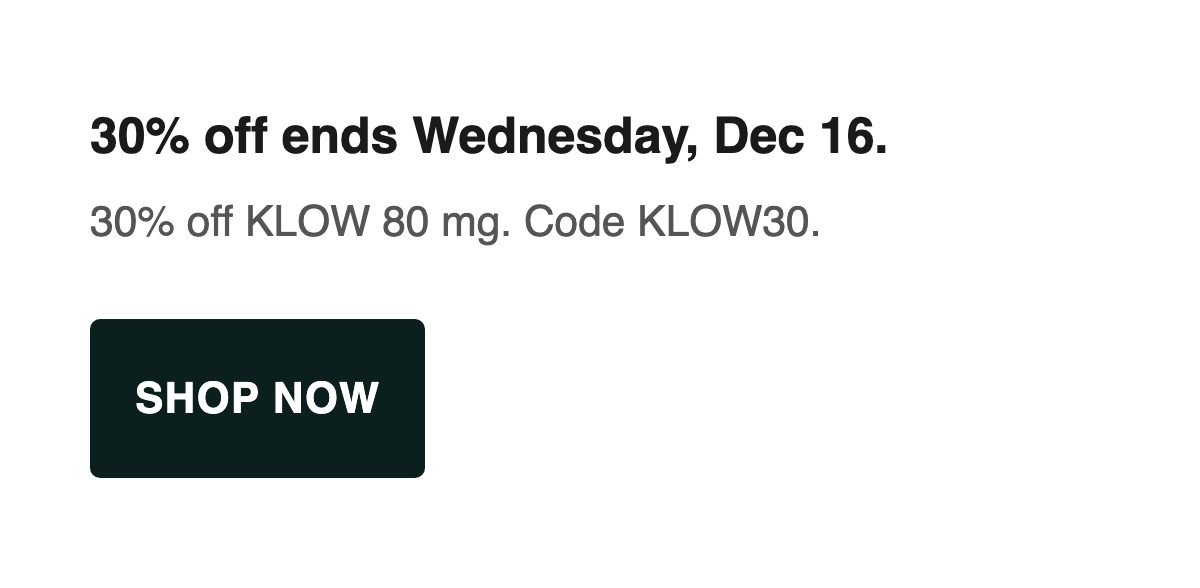 30% off ends Wednesday, Dec 16.
30% off KLOW 80 mg. Code KLOW30.
SHOP NOW